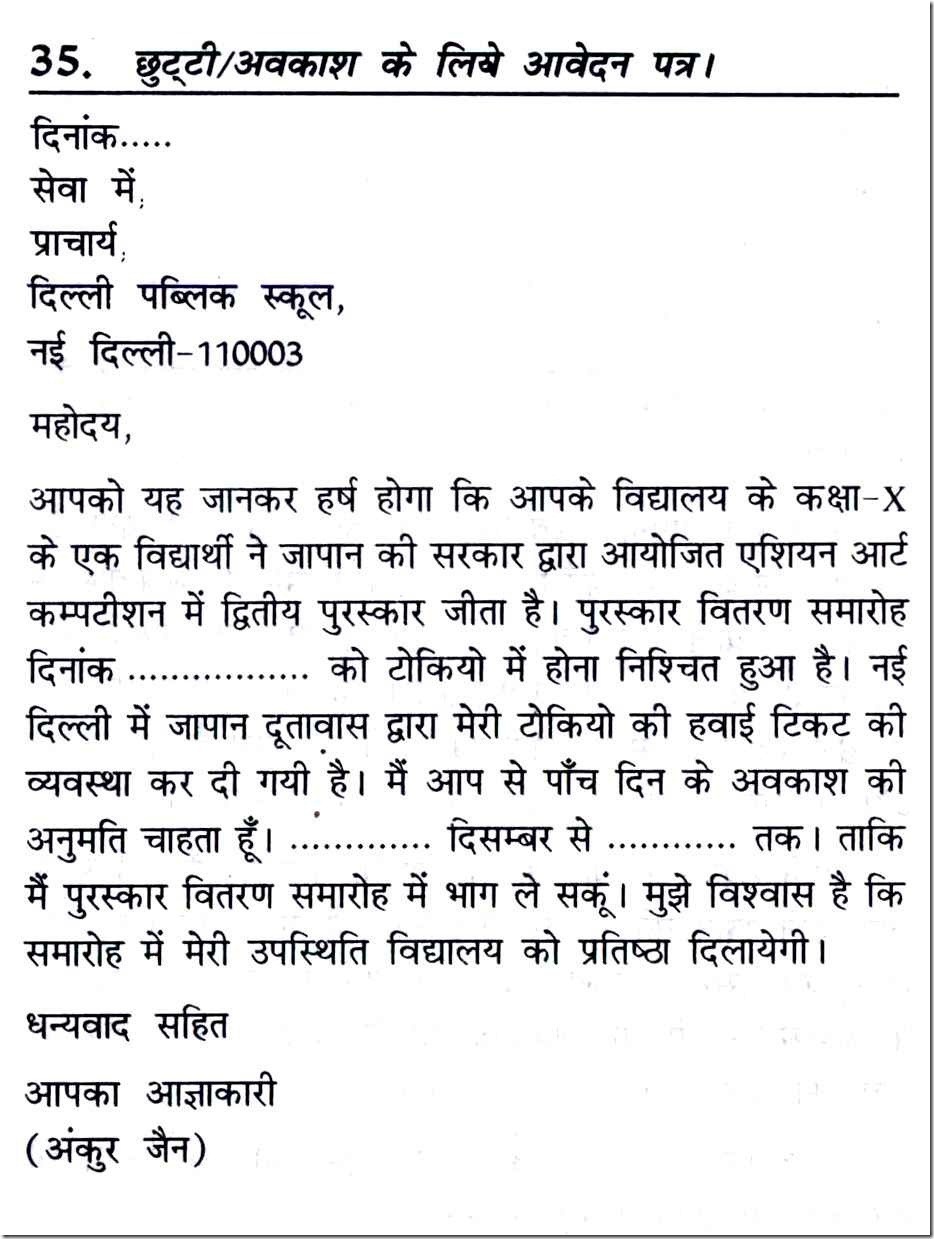 35. छुट्टी/अवकाश के लिये आवेदन पत्र।
दिनांक.....
सेवा में,
प्राचार्य,
दिल्ली पब्लिक स्कूल,
नई दिल्ली-110003
महोदय,
आपको यह जानकर हर्ष होगा कि आपके विद्यालय के कक्षा-X
के एक विद्यार्थी ने जापान की सरकार द्वारा आयोजित एशियन आर्ट
कम्पटीशन में द्वितीय पुरस्कार जीता है। पुरस्कार वितरण समारोह
दिनांक ................. को टोकियो में होना निश्चित हुआ है। नई
दिल्ली में जापान दूतावास द्वारा मेरी टोकियो की हवाई टिकट की
व्यवस्था कर दी गयी है। मैं आप से पाँच दिन के अवकाश की
अनुमति चाहता हूँ। ............. दिसम्बर से ............ तक। ताकि
मैं पुरस्कार वितरण समारोह में भाग ले सकूं। मुझे विश्वास है कि
समारोह में मेरी उपस्थिति विद्यालय को प्रतिष्ठा दिलायेगी।
धन्यवाद सहित
आपका आज्ञाकारी
(अंकुर जैन)